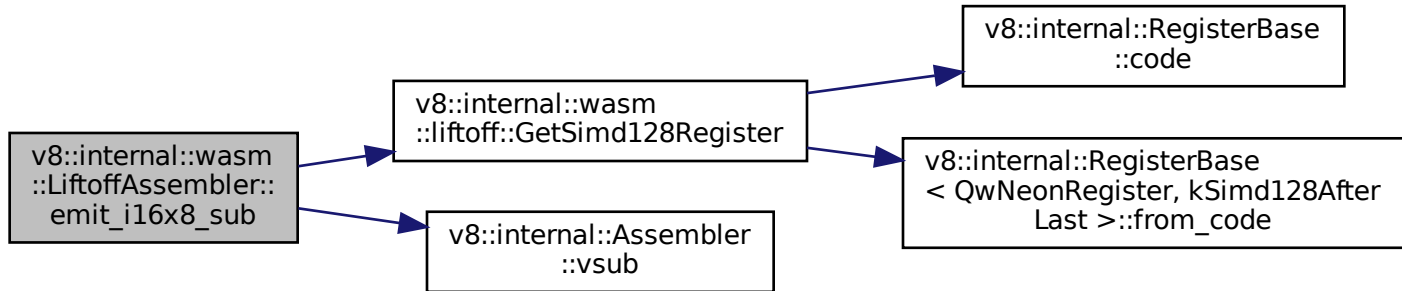 v8::internal::wasm
::LiftoffAssembler::
emit_i16x8_sub
v8::internal::wasm
::liftoff::GetSimd128Register
v8::internal::Assembler
::vsub
v8::internal::RegisterBase
::code
v8::internal::RegisterBase
< QwNeonRegister, kSimd128After
Last >::from_code